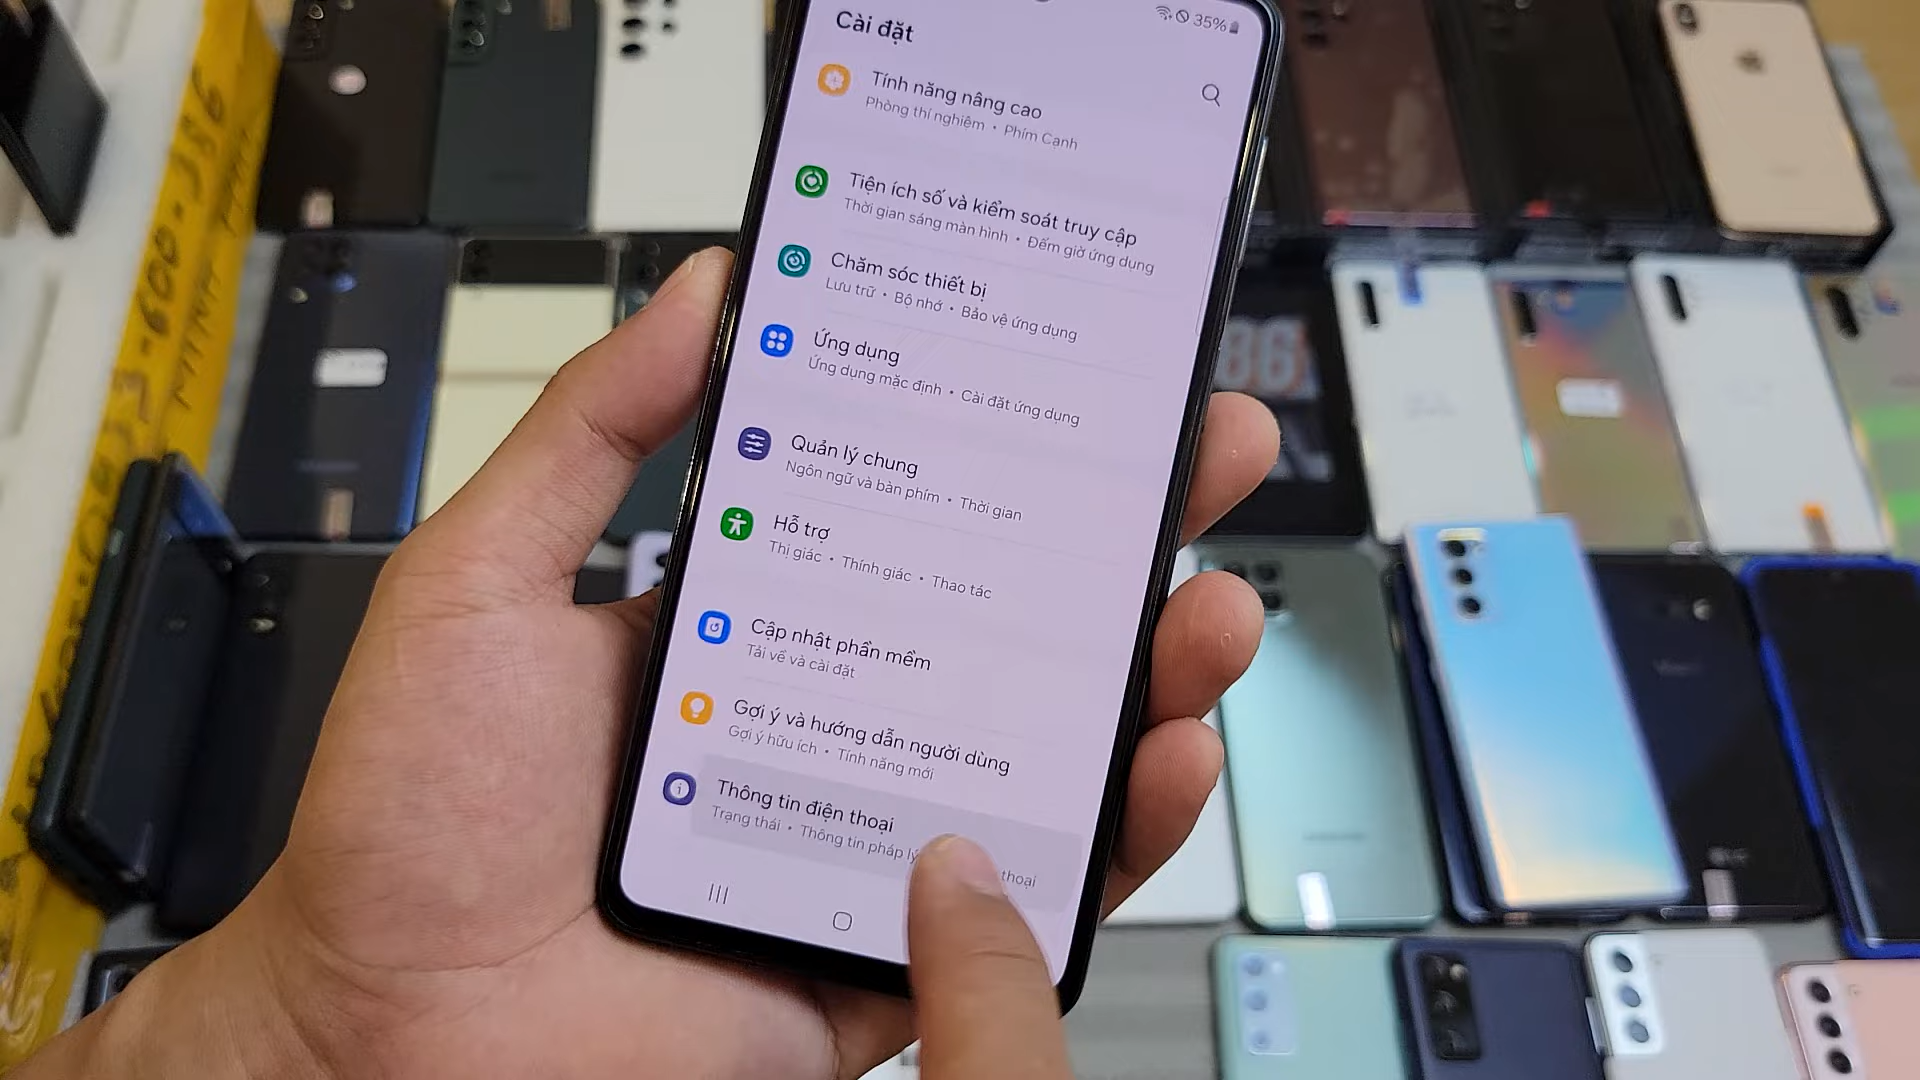 35%
Cài đặt
Tính năng nâng cao
Phòng thí nghiệm • Phím Cạnh
Tiện ích số và kiểm soát truy cập
Thời gian sáng màn hình • Đếm giờ ứng dụng
Chăm sóc thiết bị
Lưu trữ • Bộ nhớ • Bảo vệ ứng dụng
Ứng dụng
Ứng dụng mặc định • Cài đặt ứng dụng
Quản lý chung
Ngôn ngữ và bàn phím • Thời gian
Hỗ trợ
Thị giác • Thính giác • Thao tác
Cập nhật phần mềm
Tải về và cài đặt
Gợi ý và hướng dẫn người dùng
Gợi ý hữu ích • Tính năng mới
Thông tin điện thoại
Trạng thái • Thông tin pháp lý thoại